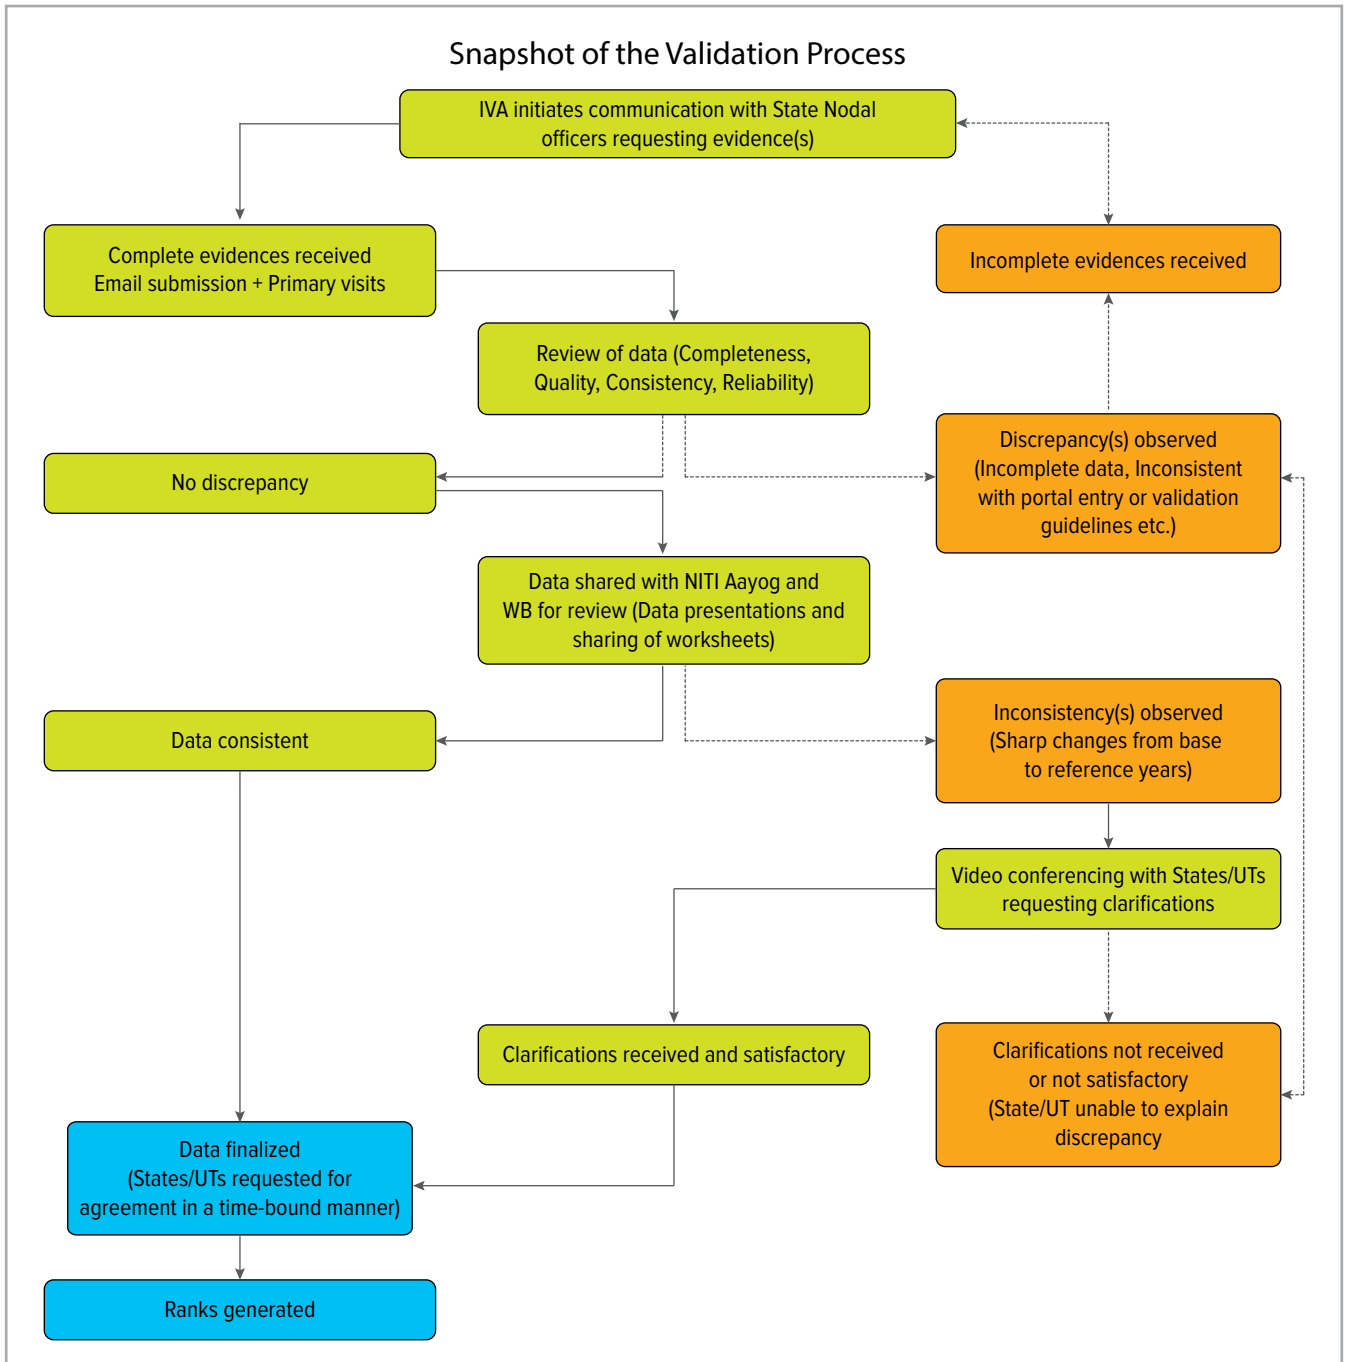 Snapshot of the Validation Process
IVA initiates communication with State Nodal
officers requesting evidence(s)
Complete evidences received
Email submission + Primary visits
Incomplete evidences received
Review of data (Completeness,
Quality, Consistency, Reliability)
No discrepancy
Discrepancy(s) observed
(Incomplete data, Inconsistent
with portal entry or validation
guidelines etc.)
Data shared with NITI Aayog and
WB for review (Data presentations and
sharing of worksheets)
Data consistent
Inconsistency(s) observed
(Sharp changes from base
to reference years)
Video conferencing with States/UTs
requesting clarifications
Clarifications received and satisfactory
Clarifications not received
or not satisfactory
(State/UT unable to explain
discrepancy
Data finalized
(States/UTs requested for
agreement in a time-bound manner)
Ranks generated